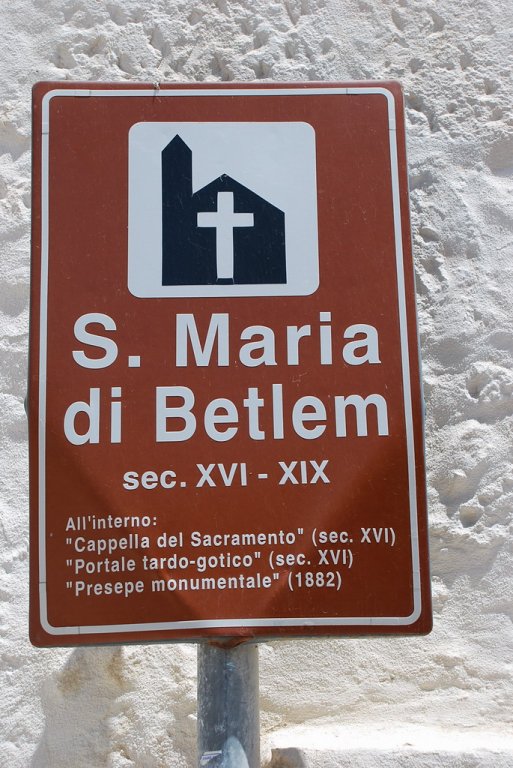 S. Maria
di Betlem
sec. XVI - XIX
All'interno:
"Cappella del Sacramento" (sec. XVI)
"Portale tardo-gotico" (sec. XVI)
"Presepe monumentale" (1882)